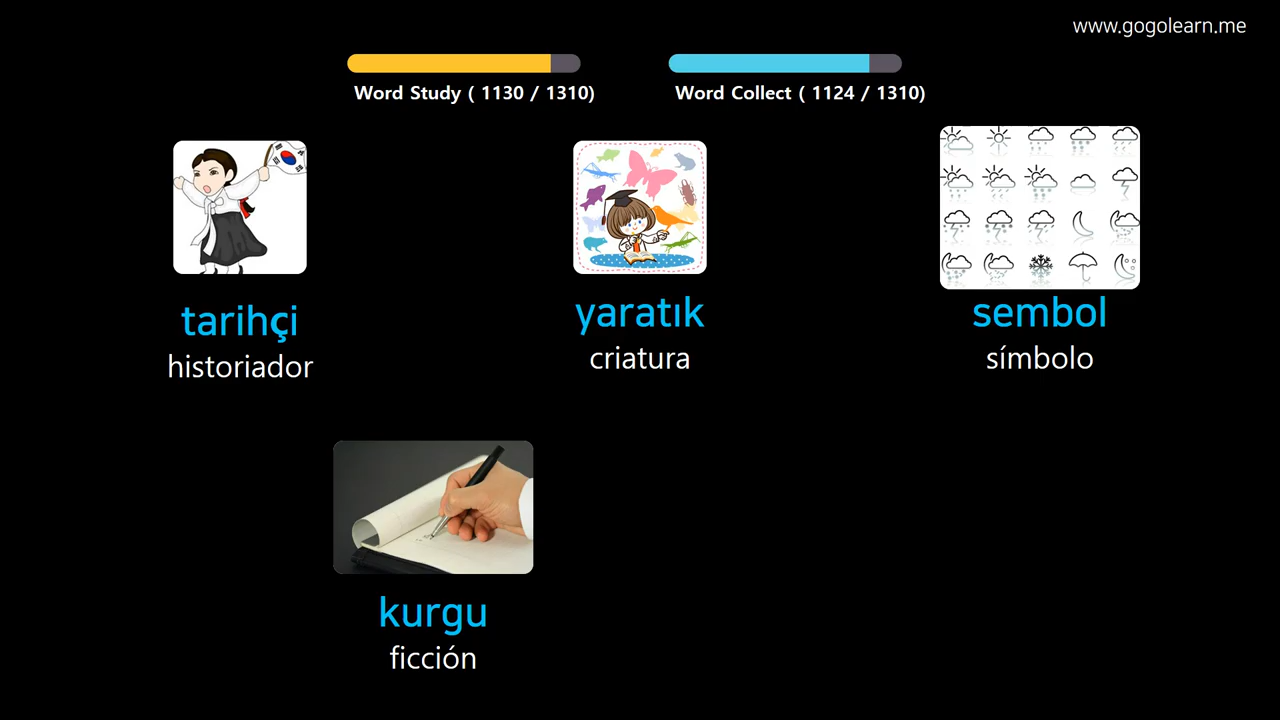 www.gogolearn.me
Word Study ( 1130 / 1310)
Word Collect ( 1124 / 1310)
tarihçi
historiador
yaratık
criatura
sembol
símbolo
kurgu
ficción